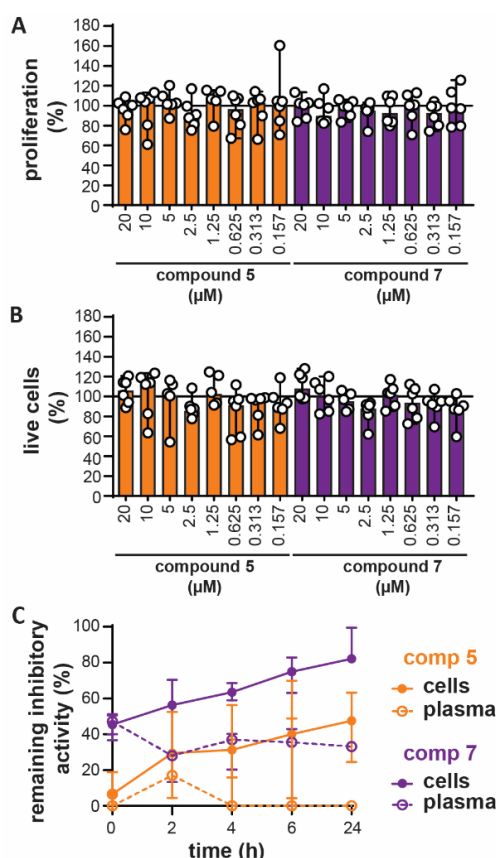 A
proliferation
(%)
180
160
140
120
100
80
60
40
20
0
20
10
5
2.5
1.25
0.625
0.313
0.157
20
10
5
2.5
1.25
0.625
0.313
0.157
compound 5
(µM)
compound 7
(µM)
B
live cells
(%)
180
160
140
120
100
80
60
40
20
0
20
10
5
2.5
1.25
0.625
0.313
0.157
20
10
5
2.5
1.25
0.625
0.313
0.157
compound 5
(µM)
compound 7
(µM)
C
remaining inhibitory
activity (%)
100
80
60
40
20
0
0
2
4
6
24
time (h)
comp 5
cells
plasma
comp 7
cells
plasma